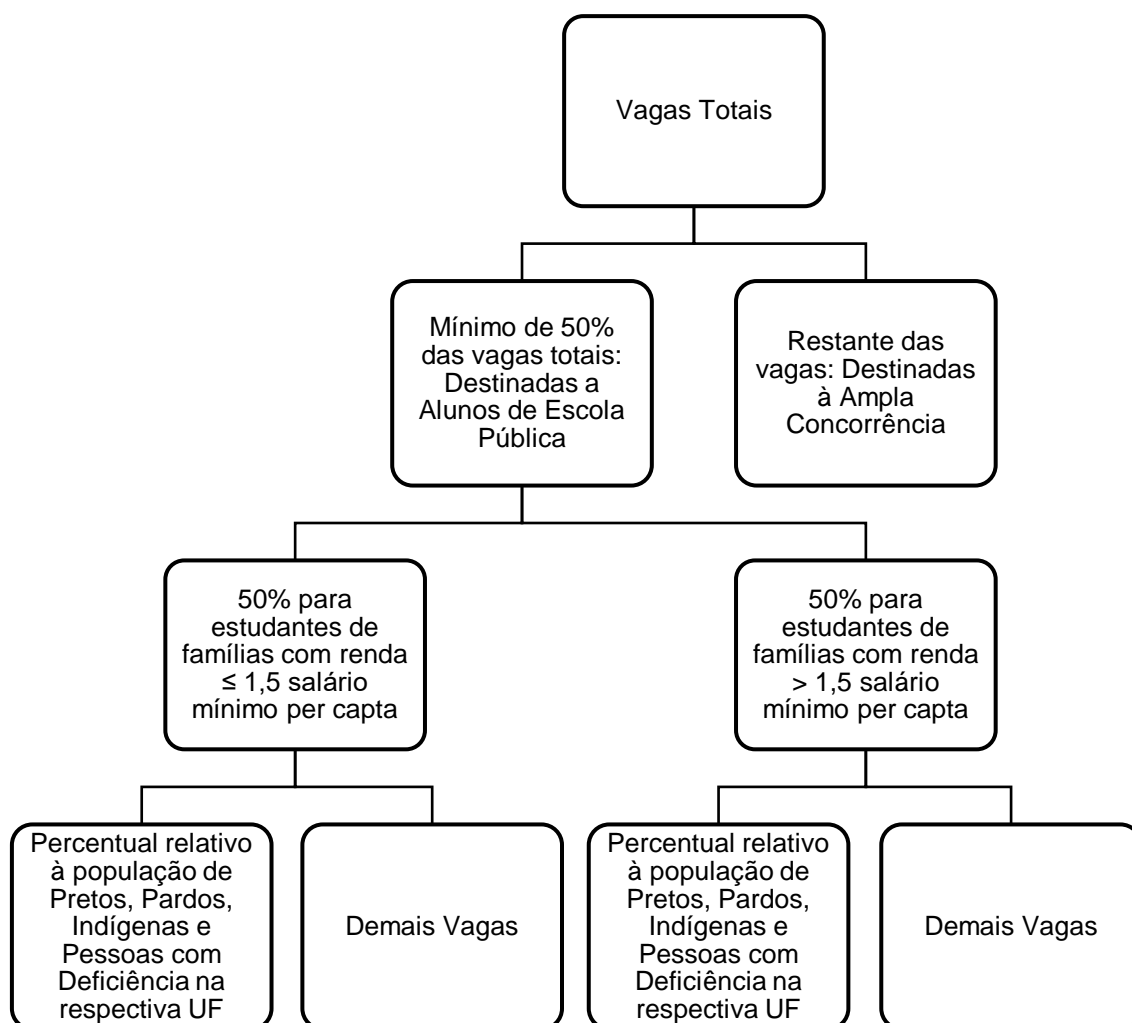 Vagas Totais
Mínimo de 50%
das vagas totais:
Destinadas a
Alunos de Escola
Pública
Restante das
vagas: Destinadas
à Ampla
Concorrência
50% para
estudantes de
famílias com renda
≤ 1,5 salário
mínimo per capta
50% para
estudantes de
famílias com renda
> 1,5 salário
mínimo per capta
Percentual relativo
à população de
Pretos, Pardos,
Indígenas e
Pessoas com
Deficiência na
respectiva UF
Demais Vagas
Percentual relativo
à população de
Pretos, Pardos,
Indígenas e
Pessoas com
Deficiência na
respectiva UF
Demais Vagas